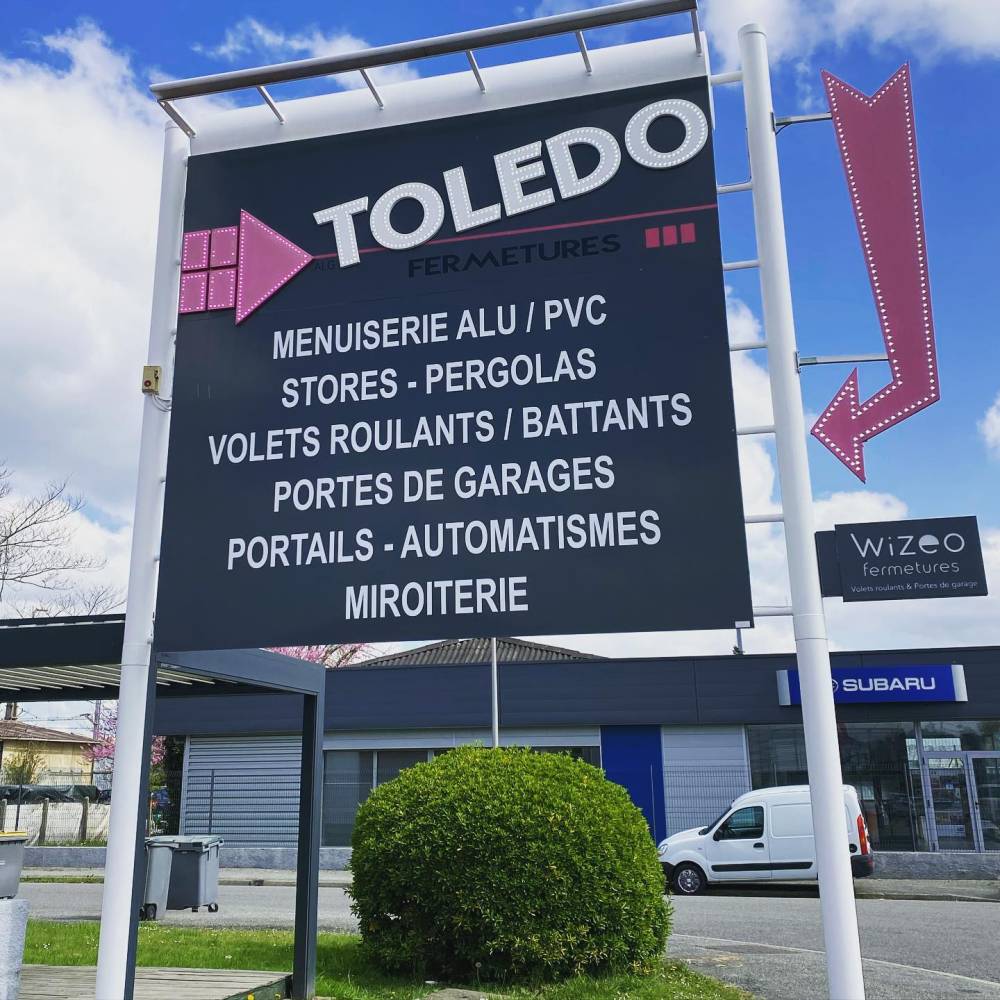 TOLEDO
FERMETURES
MENUISERIE ALU / PVC
STORES - PERGOLAS
VOLETS ROULANTS / BATTANTS
PORTES DE GARAGES
PORTAILS - AUTOMATISMES
MIROITERIE
WiZeo
fermetures
Volets roulants & Portes de garage
SUBARU